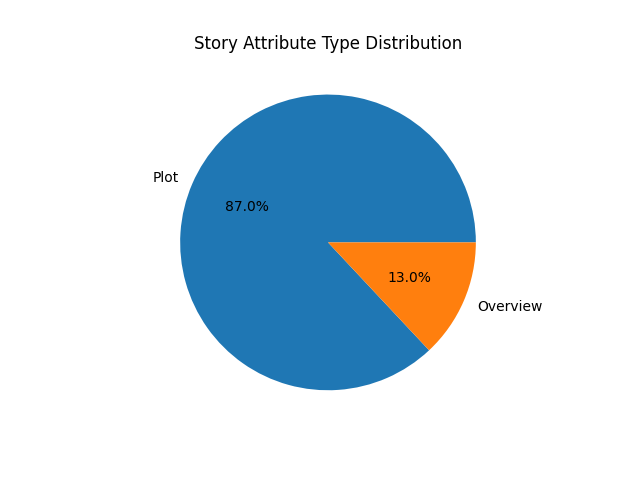 Story Attribute Type Distribution
Plot
87.0%
13.0%
Overview